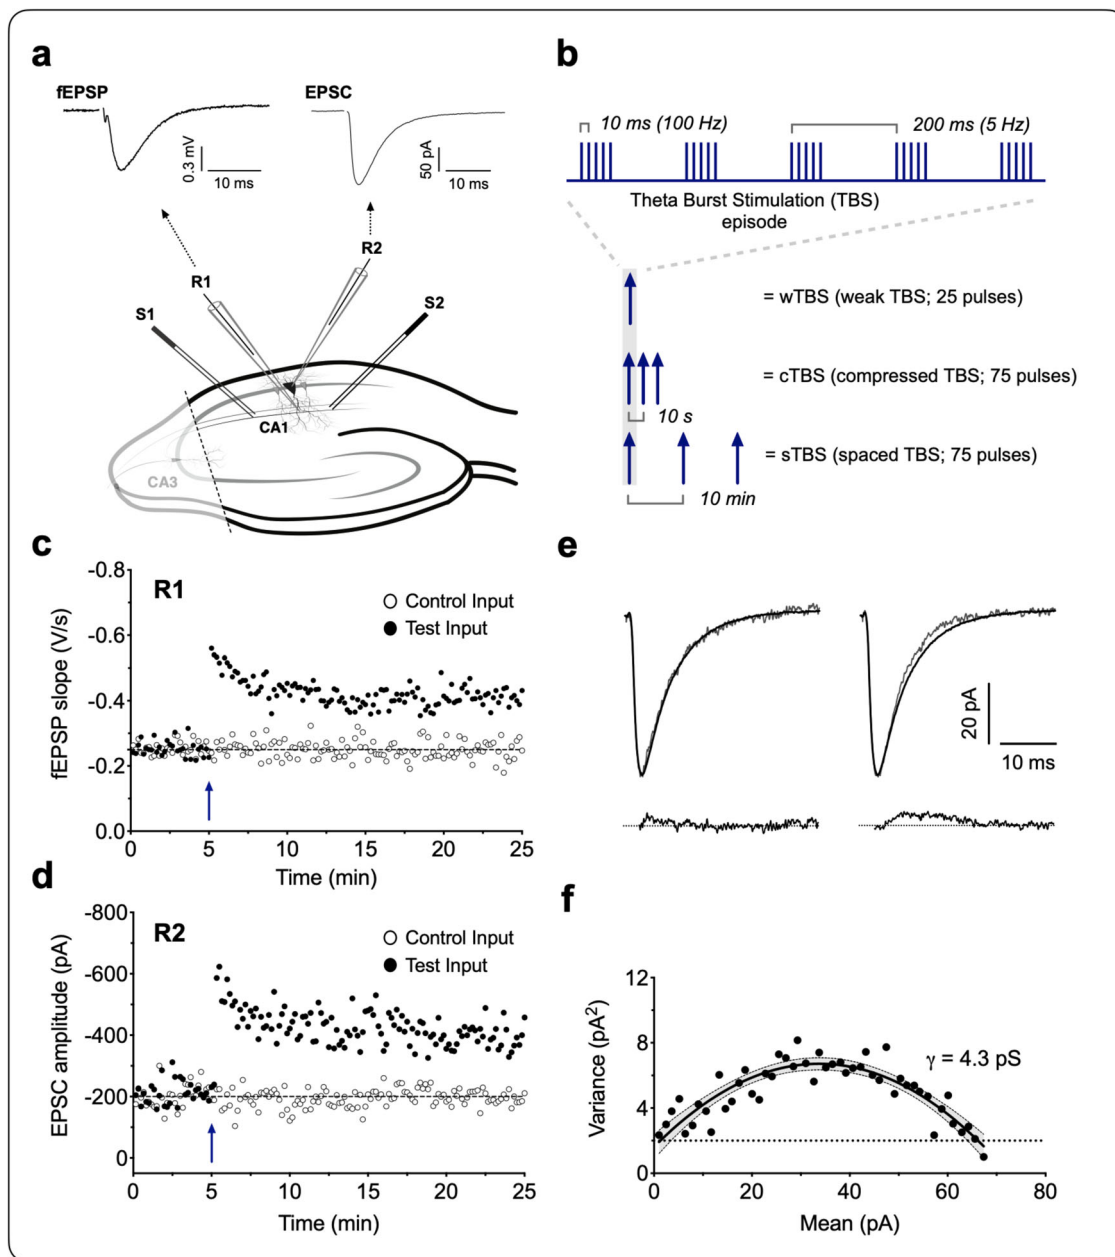 a
fEPSP
EPSC
0.3 mV
10 ms
50 pA
10 ms
R2
R1
S1
S2
CA1
CA3
b
10 ms (100 Hz)
200 ms (5 Hz)
Theta Burst Stimulation (TBS)
episode
= wTBS (weak TBS; 25 pulses)
= cTBS (compressed TBS; 75 pulses)
10 s
= sTBS (spaced TBS; 75 pulses)
10 min
c
R1
Control Input
Test Input
fEPSP slope (V/s)
-0.8
-0.6
-0.4
-0.2
0.0
0 5 10 15 20 25
Time (min)
d
R2
Control Input
Test Input
EPSC amplitude (pA)
-800
-600
-400
-200
0
0 5 10 15 20 25
Time (min)
e
20 pA
10 ms
f
γ = 4.3 pS
Variance (pA²)
12
8
4
0
0 20 40 60 80
Mean (pA)